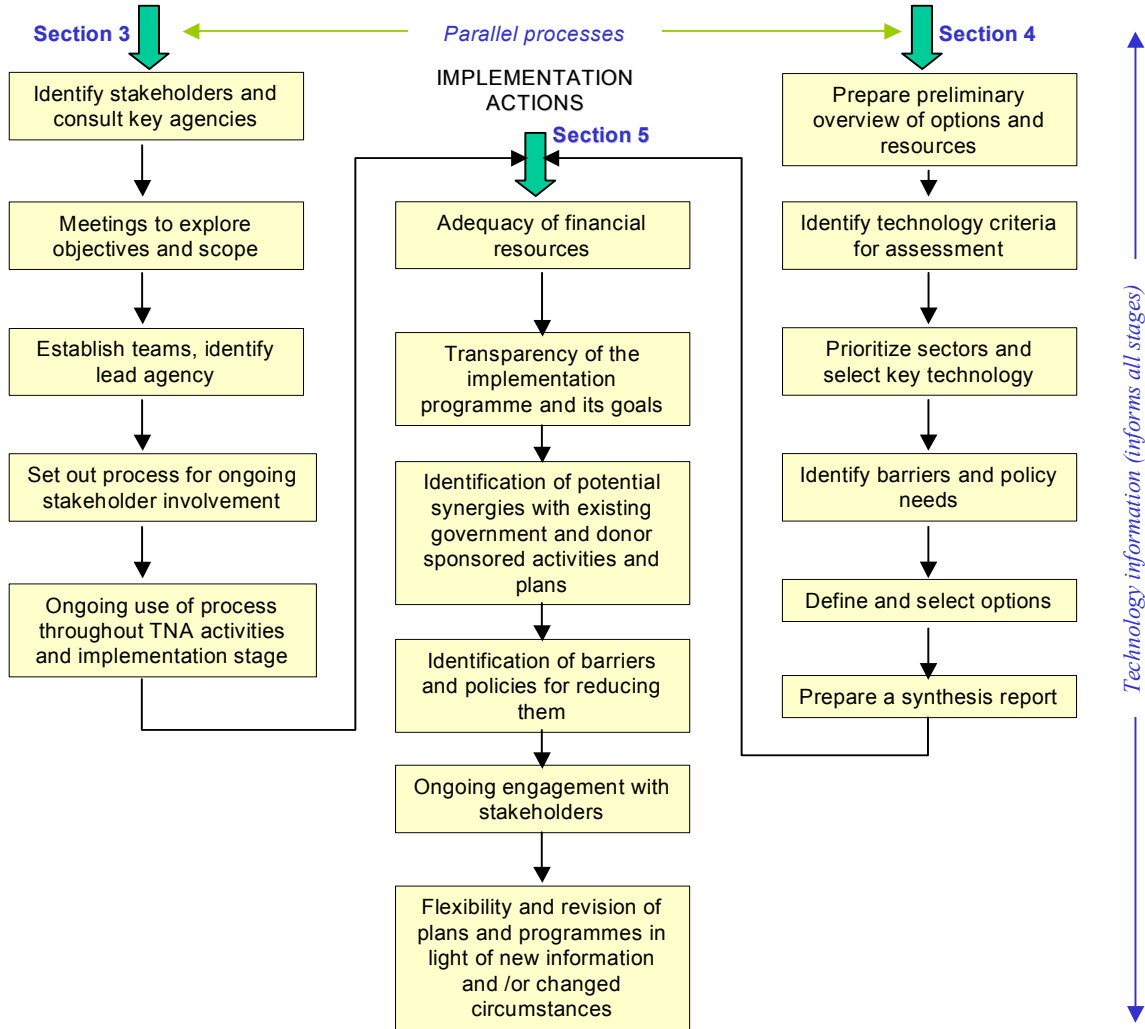 Section 3
Parallel processes
Section 4
Identify stakeholders and
consult key agencies
Meetings to explore
objectives and scope
Establish teams, identify
lead agency
Set out process for ongoing
stakeholder involvement
Ongoing use of process
throughout TNA activities
and implementation stage
IMPLEMENTATION
ACTIONS
Section 5
Adequacy of financial
resources
Transparency of the
implementation
programme and its goals
Identification of potential
synergies with existing
government and donor
sponsored activities and
plans
Identification of barriers
and policies for reducing
them
Ongoing engagement with
stakeholders
Flexibility and revision of
plans and programmes in
light of new information
and /or changed
circumstances
Prepare preliminary
overview of options and
resources
Identify technology criteria
for assessment
Prioritize sectors and
select key technology
Identify barriers and policy
needs
Define and select options
Prepare a synthesis report
Technology information (informs all stages)